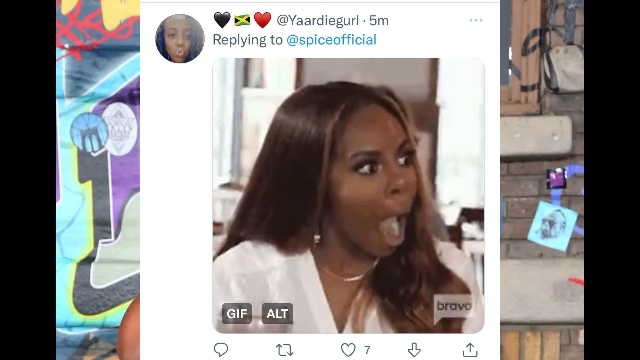 🖤🇯🇲❤️ @Yaardiegurl · 5m
Replying to @spiceofficial
GIF ALT
bravo
7